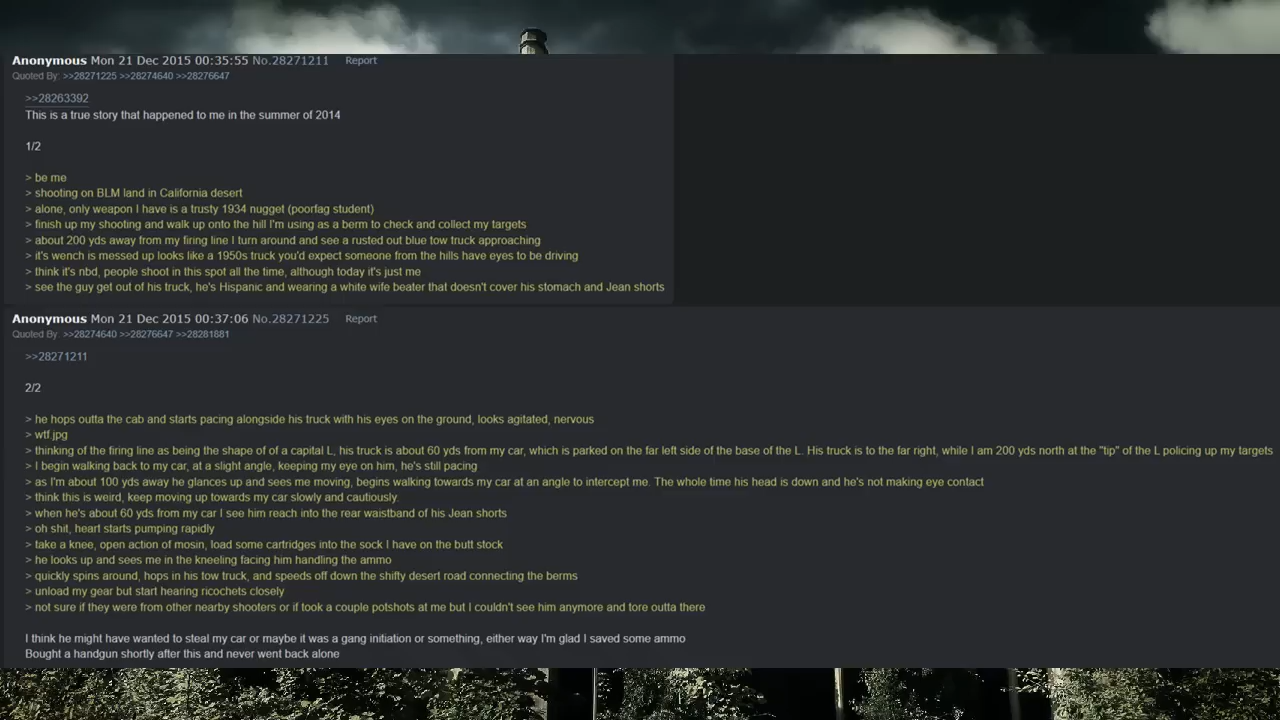 Anonymous Mon 21 Dec 2015 00:35:55 No.28271211 Report
Quoted By: >>28271225 >>28274640 >>28276647
>>28263392
This is a true story that happened to me in the summer of 2014
1/2
> be me
> shooting on BLM land in California desert
> alone, only weapon I have is a trusty 1934 nugget (poorfag student)
> finish up my shooting and walk up onto the hill I'm using as a berm to check and collect my targets
> about 200 yds away from my firing line I turn around and see a rusted out blue tow truck approaching
> it's wench is messed up looks like a 1950s truck you'd expect someone from the hills have eyes to be driving
> think it's nbd, people shoot in this spot all the time, although today it's just me
> see the guy get out of his truck, he's Hispanic and wearing a white wife beater that doesn't cover his stomach and Jean shorts
Anonymous Mon 21 Dec 2015 00:37:06 No.28271225 Report
Quoted By: >>28274640 >>28276647 >>28281881
>>28271211
2/2
> he hops outta the cab and starts pacing alongside his truck with his eyes on the ground, looks agitated, nervous
> wtf.jpg
> thinking of the firing line as being the shape of of a capital L, his truck is about 60 yds from my car, which is parked on the far left side of the base of the L. His truck is to the far right, while I am 200 yds north at the "tip" of the L policing up my targets
> I begin walking back to my car, at a slight angle, keeping my eye on him, he's still pacing
> as I'm about 100 yds away he glances up and sees me moving, begins walking towards my car at an angle to intercept me. The whole time his head is down and he's not making eye contact
> think this is weird, keep moving up towards my car slowly and cautiously.
> when he's about 60 yds from my car I see him reach into the rear waistband of his Jean shorts
> oh shit, heart starts pumping rapidly
> take a knee, open action of mosin, load some cartridges into the sock I have on the butt stock
> he looks up and sees me in the kneeling facing him handling the ammo
> quickly spins around, hops in his tow truck, and speeds off down the shifty desert road connecting the berms
> unload my gear but start hearing ricochets closely
> not sure if they were from other nearby shooters or if took a couple potshots at me but I couldn't see him anymore and tore outta there
I think he might have wanted to steal my car or maybe it was a gang initiation or something, either way I'm glad I saved some ammo
Bought a handgun shortly after this and never went back alone